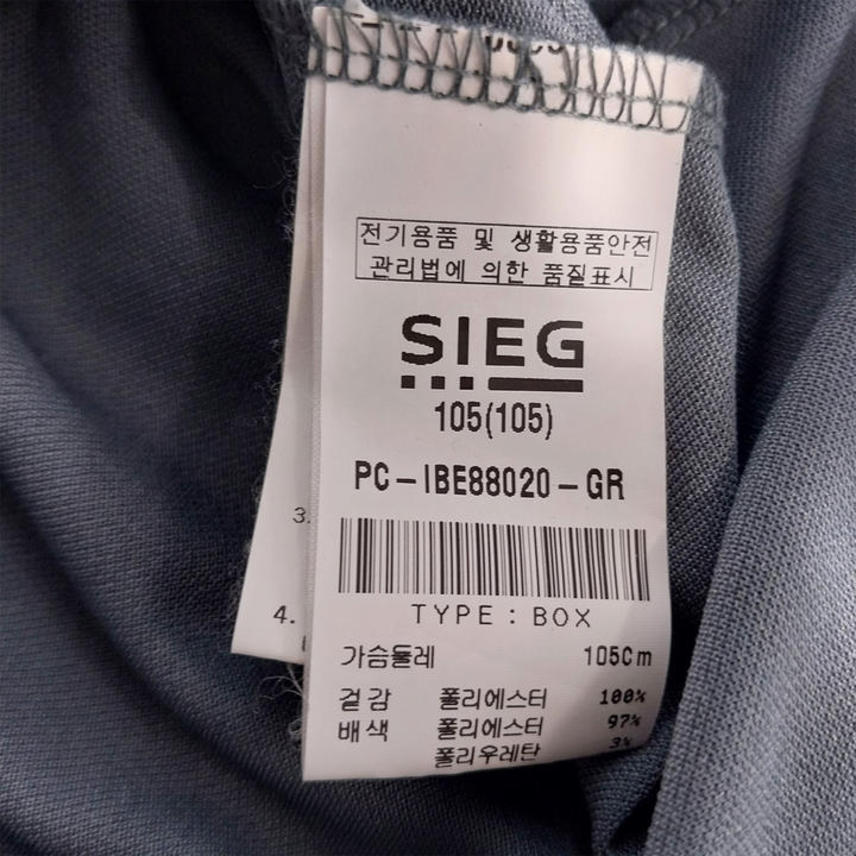 전기용품 및 생활용품안전
관리법에 의한 품질표시
SIEG
105(105)
PC-IBE88020-GR
3.
TYPE : BOX
4.
가슴둘레 105Cm
겉감 폴리에스터 100%
배색 폴리에스터 97%
폴리우레탄 3%